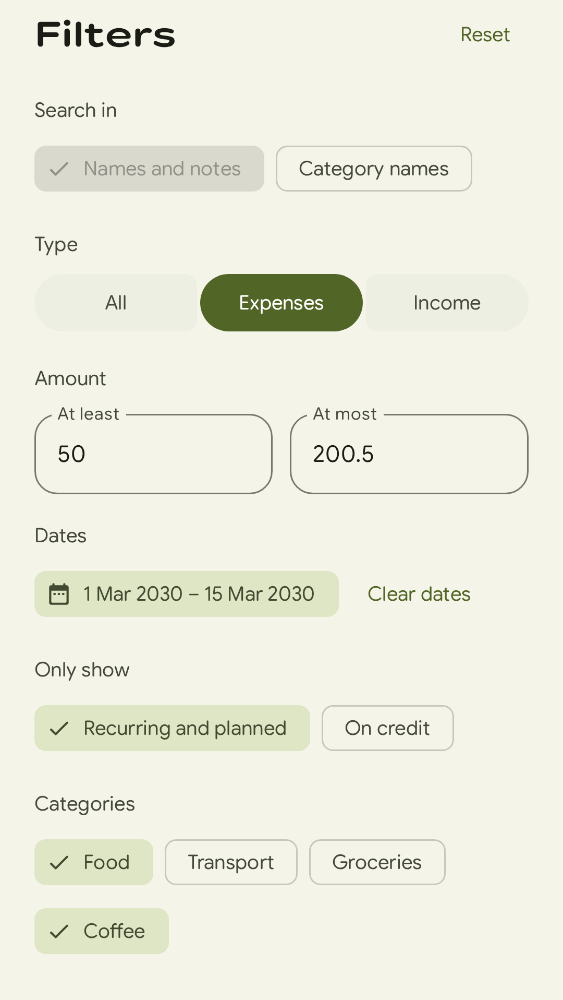 Filters
Reset
Search in
Names and notes
Category names
Type
All
Expenses
Income
Amount
At least
At most
50
200.5
Dates
1 Mar 2030 – 15 Mar 2030
Clear dates
Only show
Recurring and planned
On credit
Categories
Food
Transport
Groceries
Coffee